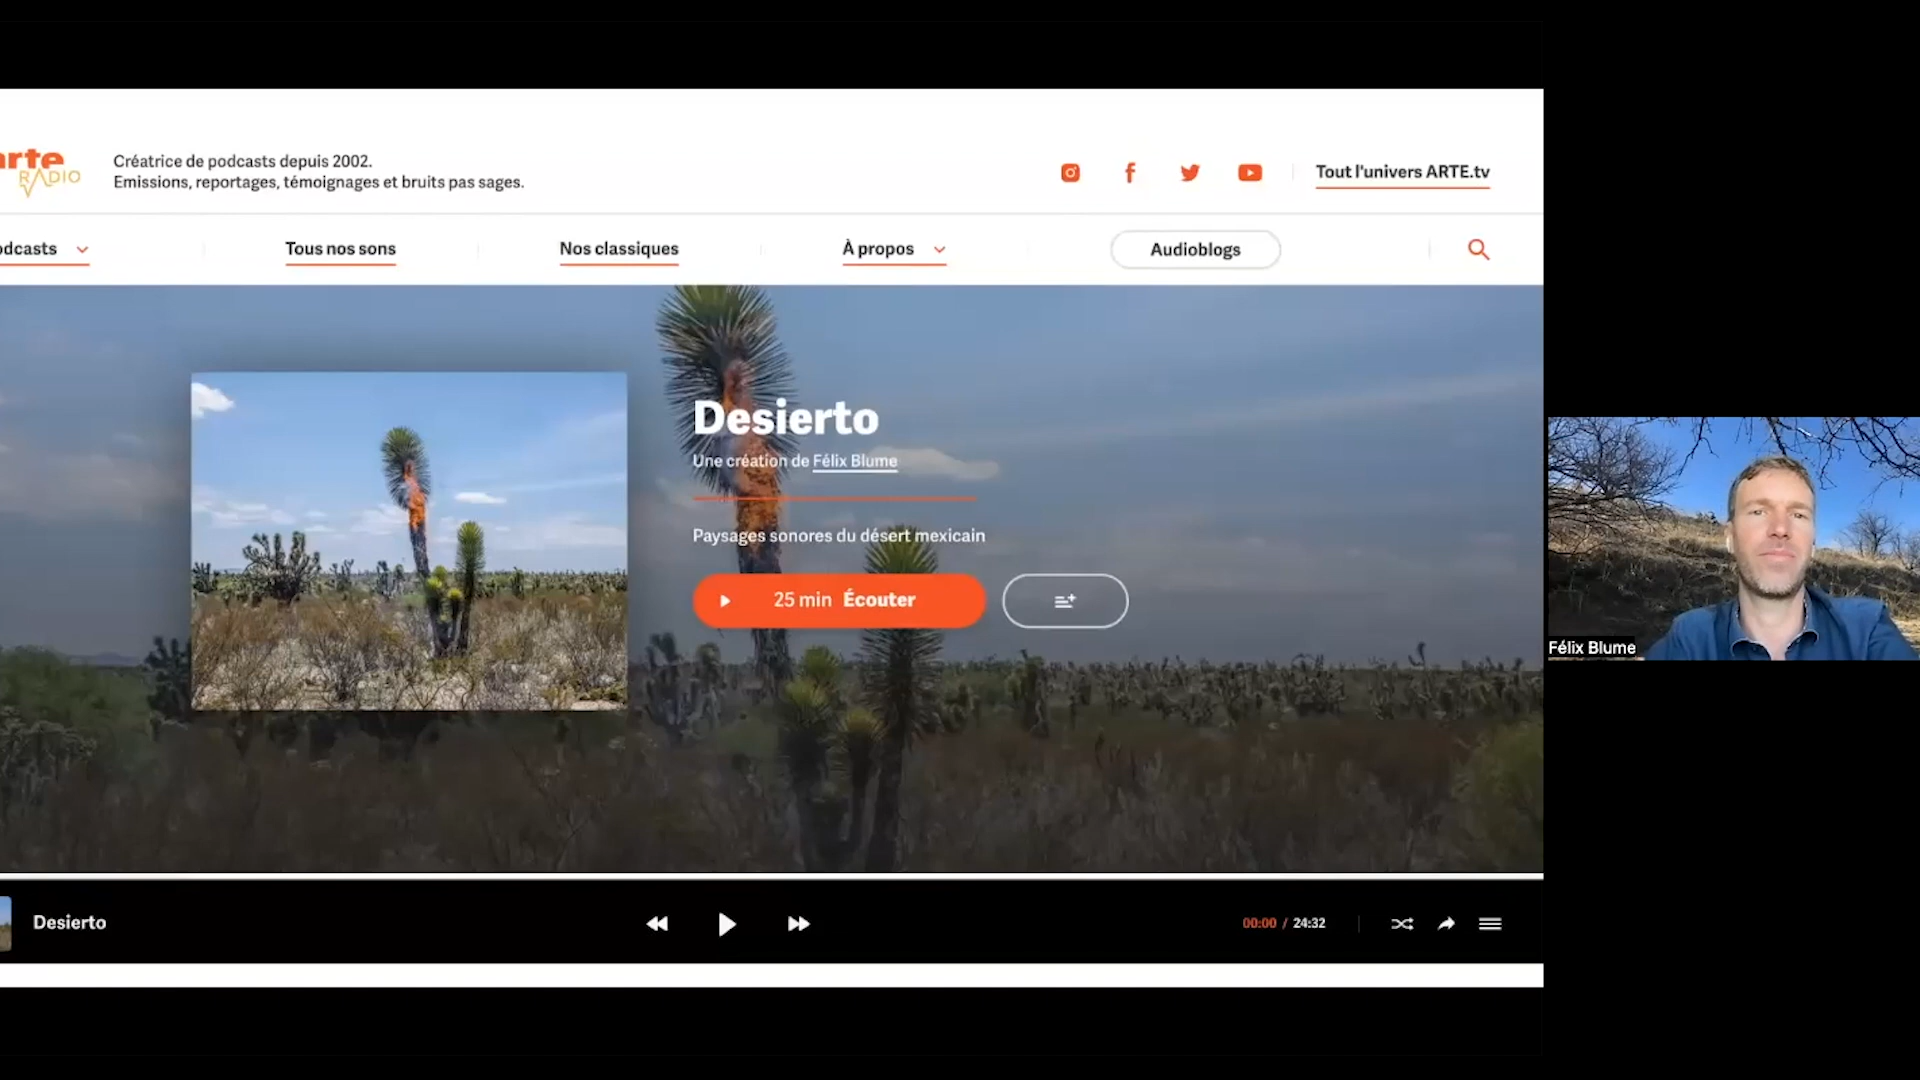 arte
RADIO
Créatrice de podcasts depuis 2002.
Emissions, reportages, témoignages et bruits pas sages.
Tout l'univers ARTE.tv
odcasts
Tous nos sons
Nos classiques
À propos
Audioblogs
Desierto
Une création de Félix Blume
Paysages sonores du désert mexicain
25 min Écouter
Félix Blume
Desierto
00:00 / 24:32